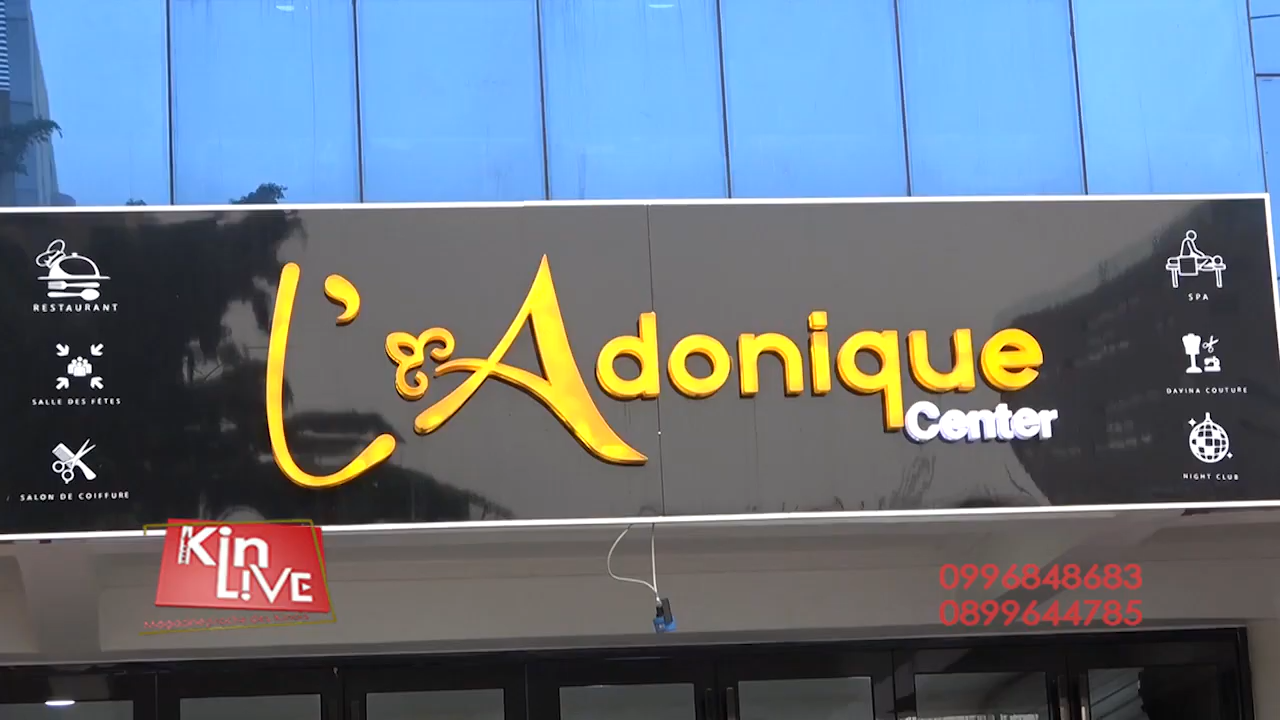 RESTAURANT
SALLE DES FÊTES
SALON DE COIFFURE
L'Adonique
Center
SPA
DAVINA COUTURE
NIGHT CLUB
Kin
LIVE
0996848683
0899644785